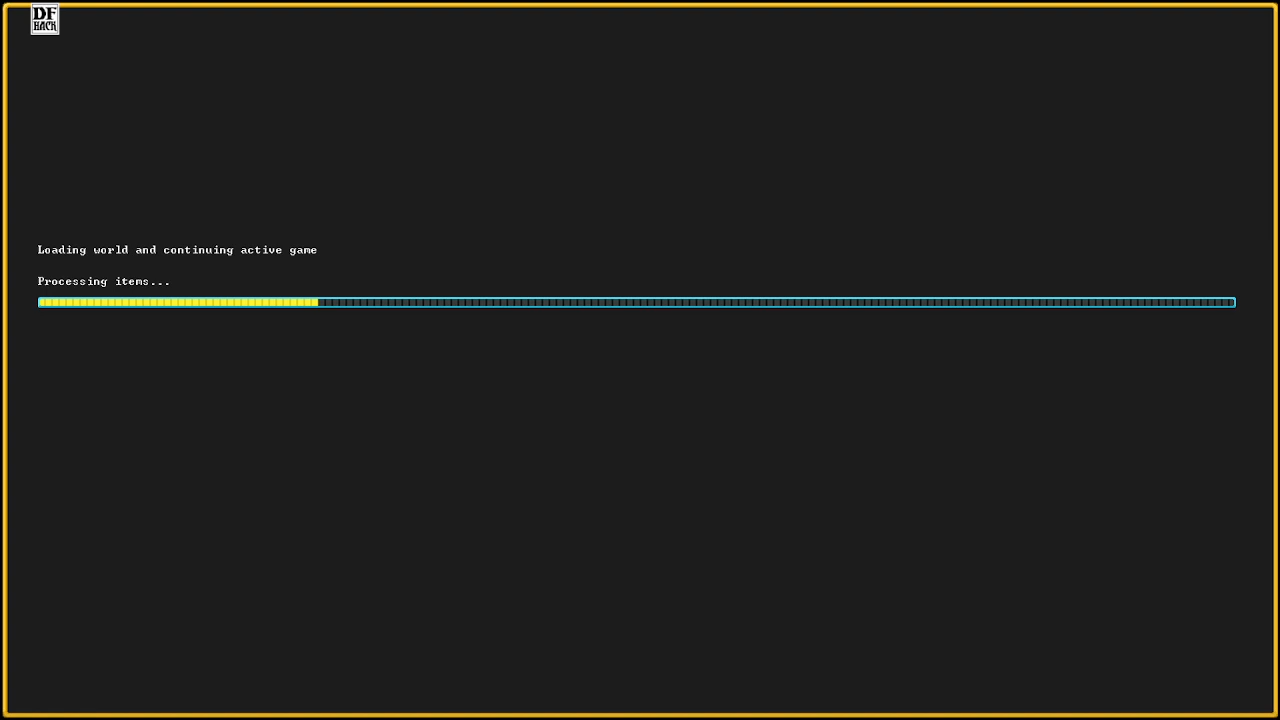 DF
HACK
Loading world and continuing active game
Processing items...